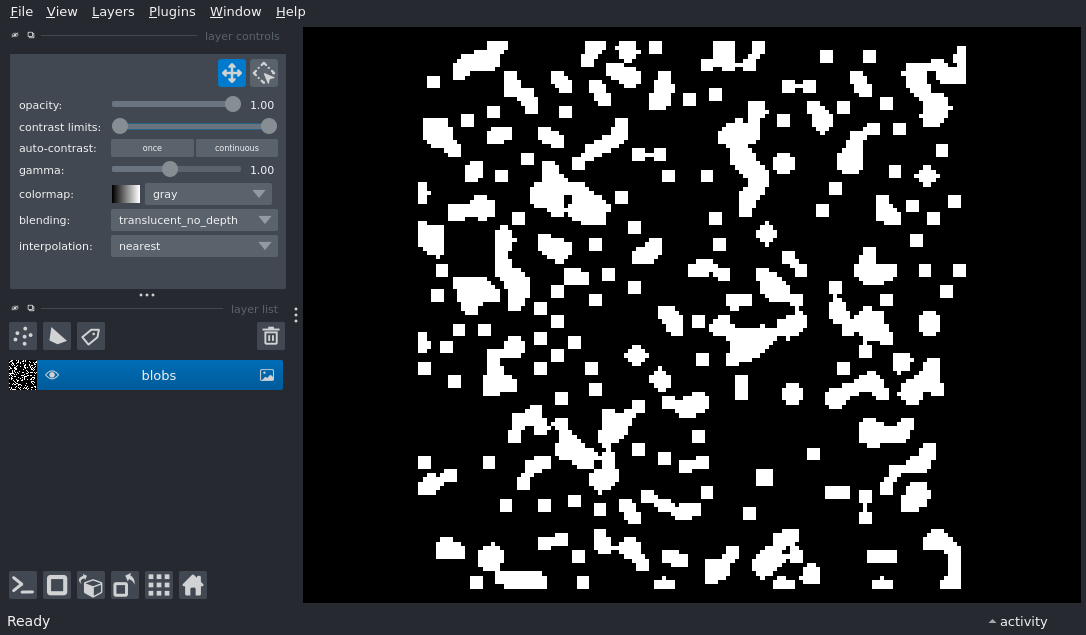 File View Layers Plugins Window Help
layer controls
opacity: 1.00
contrast limits:
auto-contrast: once continuous
gamma: 1.00
colormap: gray
blending: translucent_no_depth
interpolation: nearest
layer list
blobs
Ready
activity